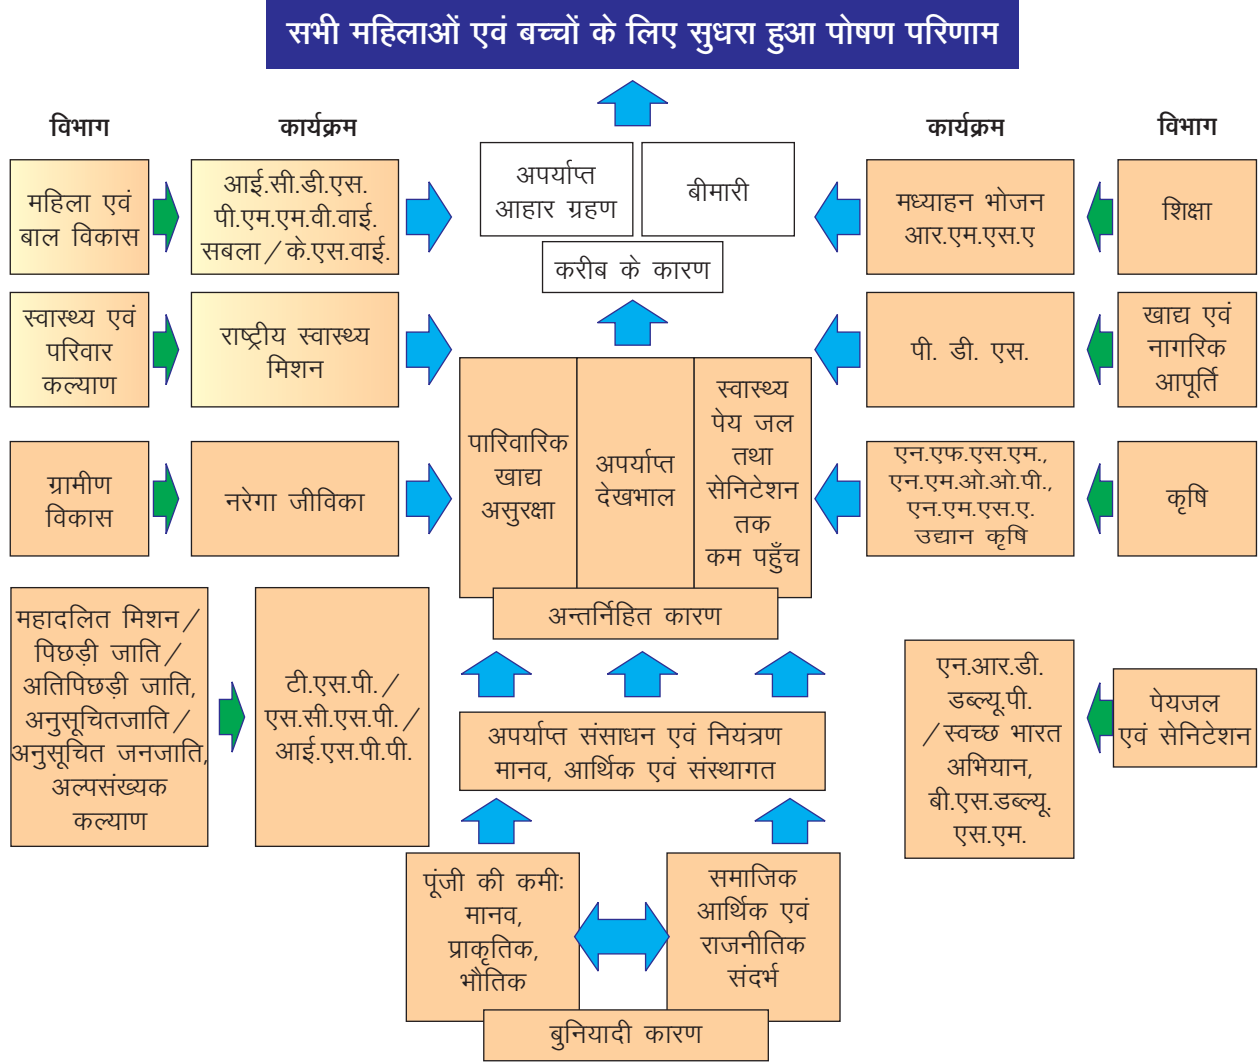 सभी महिलाओं एवं बच्चों के लिए सुधरा हुआ पोषण परिणाम
विभाग
कार्यक्रम
कार्यक्रम
विभाग
महिला एवं
बाल विकास
आई.सी.डी.एस.
पी.एम.एम.वी.वाई.
सबला / के.एस.वाई.
अपर्याप्त
आहार ग्रहण
बीमारी
करीब के कारण
मध्याहन भोजन
आर.एम.एस.ए
शिक्षा
स्वास्थ्य एवं
परिवार
कल्याण
राष्ट्रीय स्वास्थ्य
मिशन
पी. डी. एस.
खाद्य एवं
नागरिक
आपूर्ति
ग्रामीण
विकास
नरेगा जीविका
पारिवारिक
खाद्य
असुरक्षा
अपर्याप्त
देखभाल
स्वास्थ्य
पेय जल
तथा
सेनिटेशन
तक
कम पहुँच
अन्तर्निहित कारण
एन.एफ.एस.एम.,
एन.एम.ओ.ओ.पी.,
एन.एम.एस.ए.
उद्यान कृषि
कृषि
महादलित मिशन /
पिछड़ी जाति /
अतिपिछड़ी जाति,
अनुसूचितजाति /
अनुसूचित जनजाति,
अल्पसंख्यक
कल्याण
टी.एस.पी. /
एस.सी.एस.पी. /
आई.एस.पी.पी.
अपर्याप्त संसाधन एवं नियंत्रण
मानव, आर्थिक एवं संस्थागत
एन.आर.डी.
डब्ल्यू.पी.
/ स्वच्छ भारत
अभियान,
बी.एस.डब्ल्यू.
एस.एम.
पेयजल
एवं सेनिटेशन
पूंजी की कमीः
मानव,
प्राकृतिक,
भौतिक
समाजिक
आर्थिक एवं
राजनीतिक
संदर्भ
बुनियादी कारण